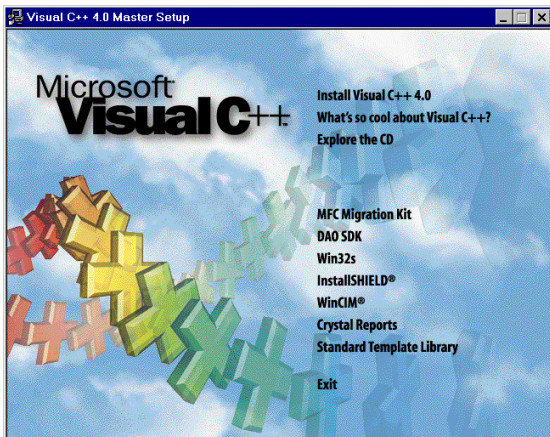 Visual C++ 4.0 Master Setup
Microsoft
Visual C++
Install Visual C++ 4.0
What's so cool about Visual C++?
Explore the CD
MFC Migration Kit
DAO SDK
Win32s
InstallSHIELD®
WinCIM®
Crystal Reports
Standard Template Library
Exit